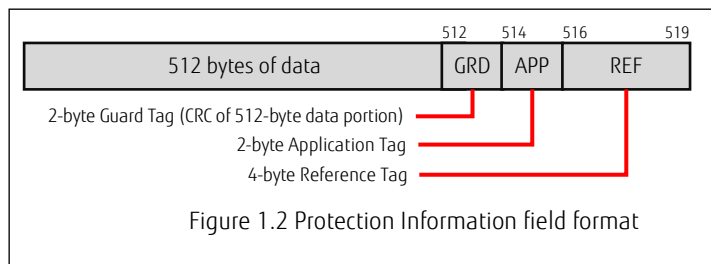 512 514 516 519
512 bytes of data GRD APP REF
2-byte Guard Tag (CRC of 512-byte data portion)
2-byte Application Tag
4-byte Reference Tag
Figure 1.2 Protection Information field format